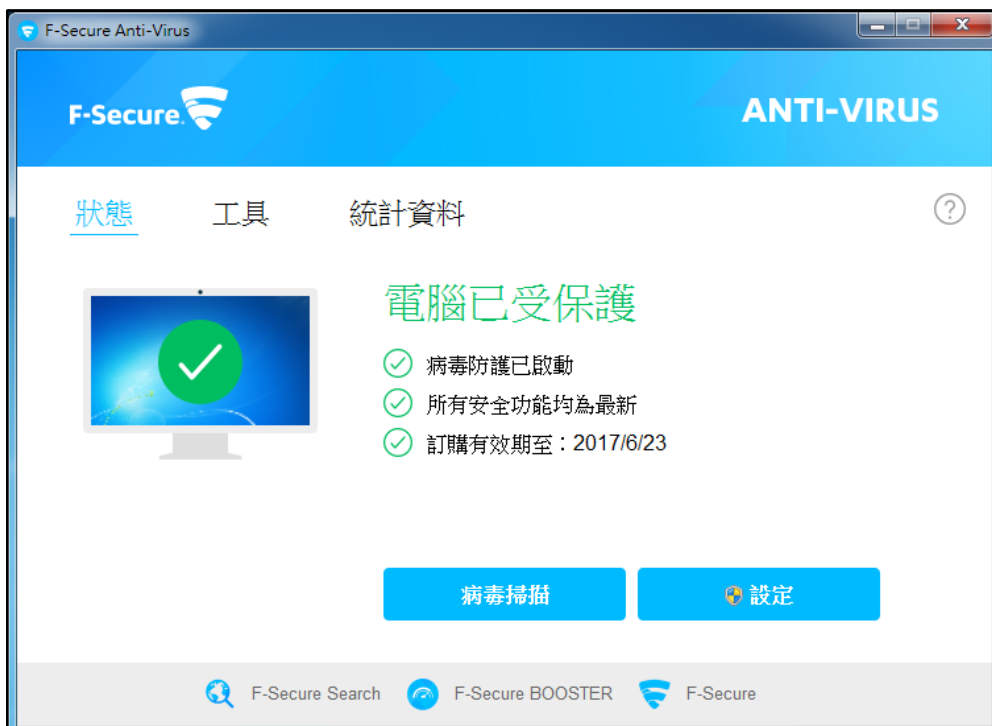 F-Secure Anti-Virus
F-Secure.
ANTI-VIRUS
狀態 工具 統計資料
電腦已受保護
病毒防護已啟動
所有安全功能均為最新
訂購有效期至：2017/6/23
病毒掃描 設定
F-Secure Search F-Secure BOOSTER F-Secure